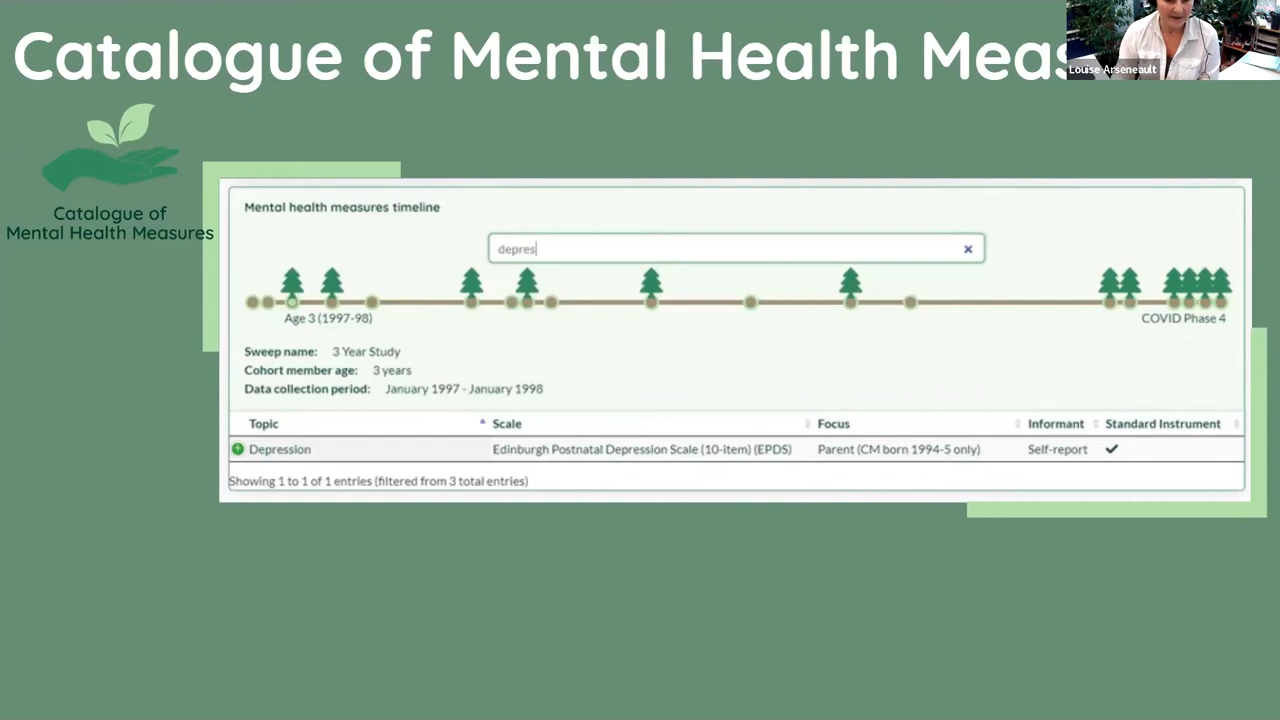 Catalogue of Mental Health Meas
Louise Arseneault
Catalogue of
Mental Health Measures
Mental health measures timeline
depres
Age 3 (1997-98)
COVID Phase 4
Sweep name: 3 Year Study
Cohort member age: 3 years
Data collection period: January 1997 - January 1998
Topic Scale Focus Informant Standard Instrument
Depression Edinburgh Postnatal Depression Scale (10-item) (EPDS) Parent (CM born 1994-5 only) Self-report ✓
Showing 1 to 1 of 1 entries (filtered from 3 total entries)